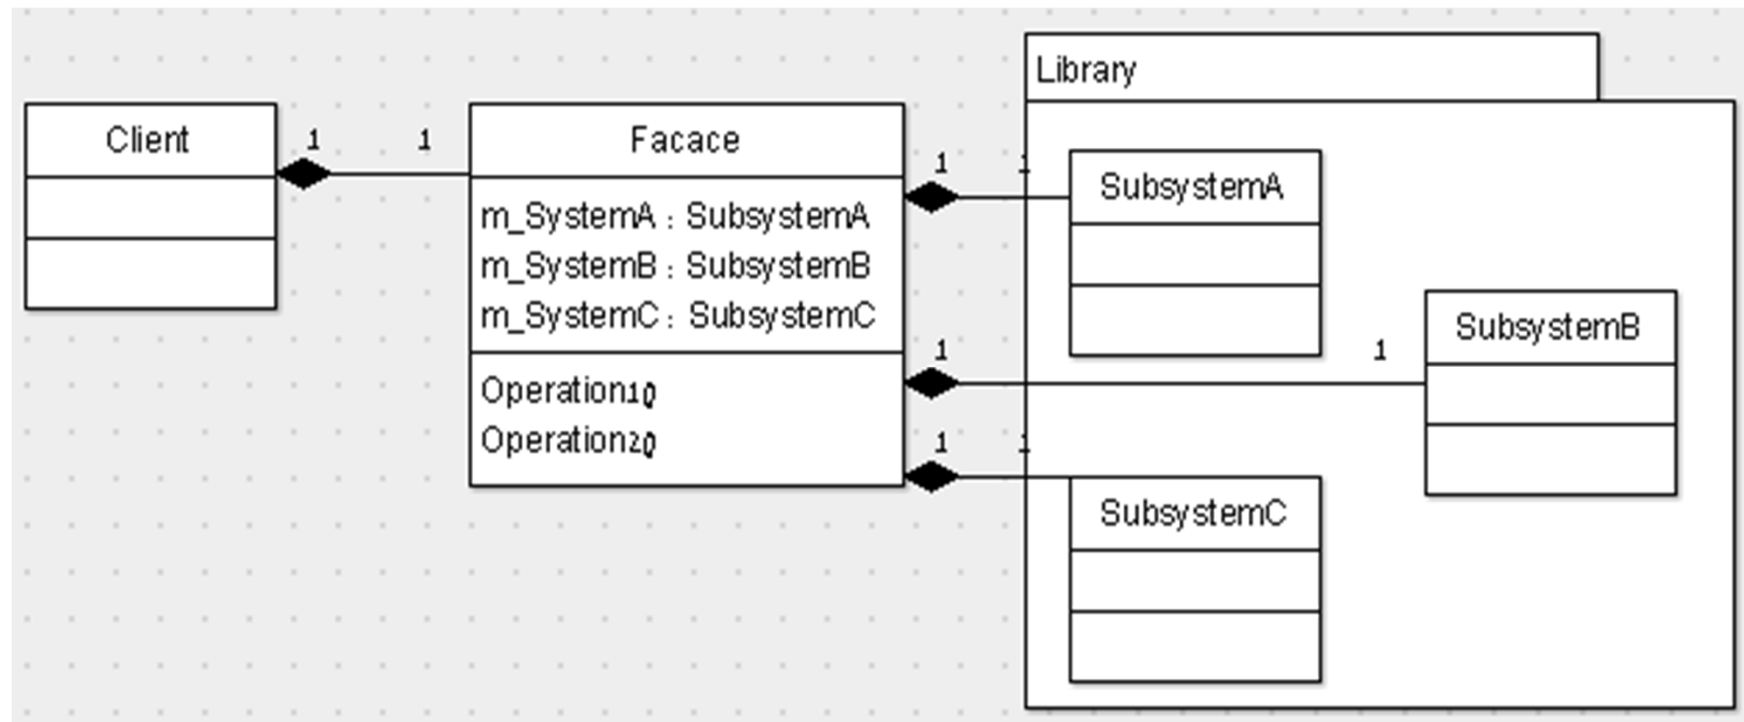 Library
Client
1
1
Facace
m_SystemA : SubsystemA
m_SystemB : SubsystemB
m_SystemC : SubsystemC
Operation1()
Operation2()
1
1
SubsystemA
1
1
SubsystemB
1
1
SubsystemC